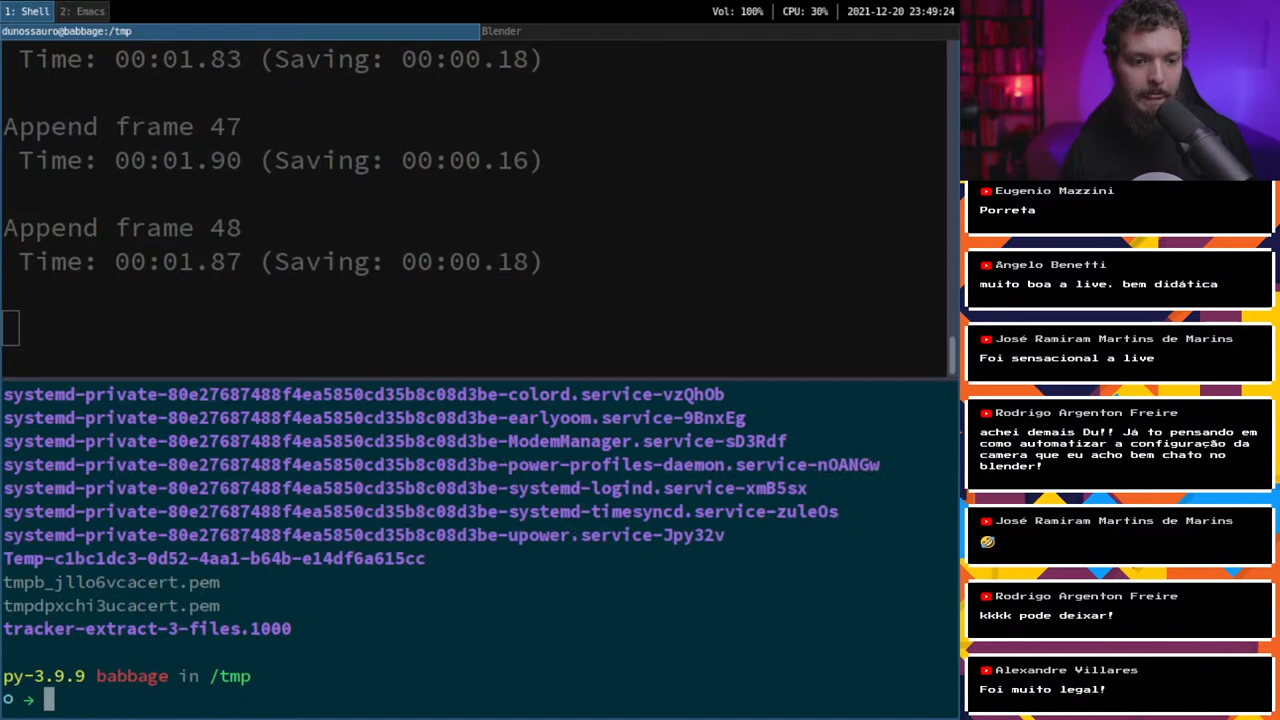 1: Shell
2: Emacs
Vol: 100%
CPU: 30%
2021-12-20 23:49:24
dunossauro@babbage:/tmp
Blender
Time: 00:01.83 (Saving: 00:00.18)
Append frame 47
Time: 00:01.90 (Saving: 00:00.16)
Append frame 48
Time: 00:01.87 (Saving: 00:00.18)
systemd-private-80e27687488f4ea5850cd35b8c08d3be-colord.service-vzQhOb
systemd-private-80e27687488f4ea5850cd35b8c08d3be-earlyoom.service-9BnxEg
systemd-private-80e27687488f4ea5850cd35b8c08d3be-ModemManager.service-sD3Rdf
systemd-private-80e27687488f4ea5850cd35b8c08d3be-power-profiles-daemon.service-nOANGw
systemd-private-80e27687488f4ea5850cd35b8c08d3be-systemd-logind.service-xmB5sx
systemd-private-80e27687488f4ea5850cd35b8c08d3be-systemd-timesyncd.service-zuleOs
systemd-private-80e27687488f4ea5850cd35b8c08d3be-upower.service-Jpy32v
Temp-c1bc1dc3-0d52-4aa1-b64b-e14df6a615cc
tmpb_jllo6vcacert.pem
tmpdpxchi3ucacert.pem
tracker-extract-3-files.1000
py-3.9.9 babbage in /tmp
Eugenio Mazzini
Porreta
Ângelo Benetti
muito boa a live. bem didática
José Ramiram Martins de Marins
Foi sensacional a live
Rodrigo Argenton Freire
achei demais Du!! Já to pensando em
como automatizar a configuração da
camera que eu acho bem chato no
blender!
José Ramiram Martins de Marins
🤣
Rodrigo Argenton Freire
kkkk pode deixar!
Alexandre Villares
Foi muito legal!